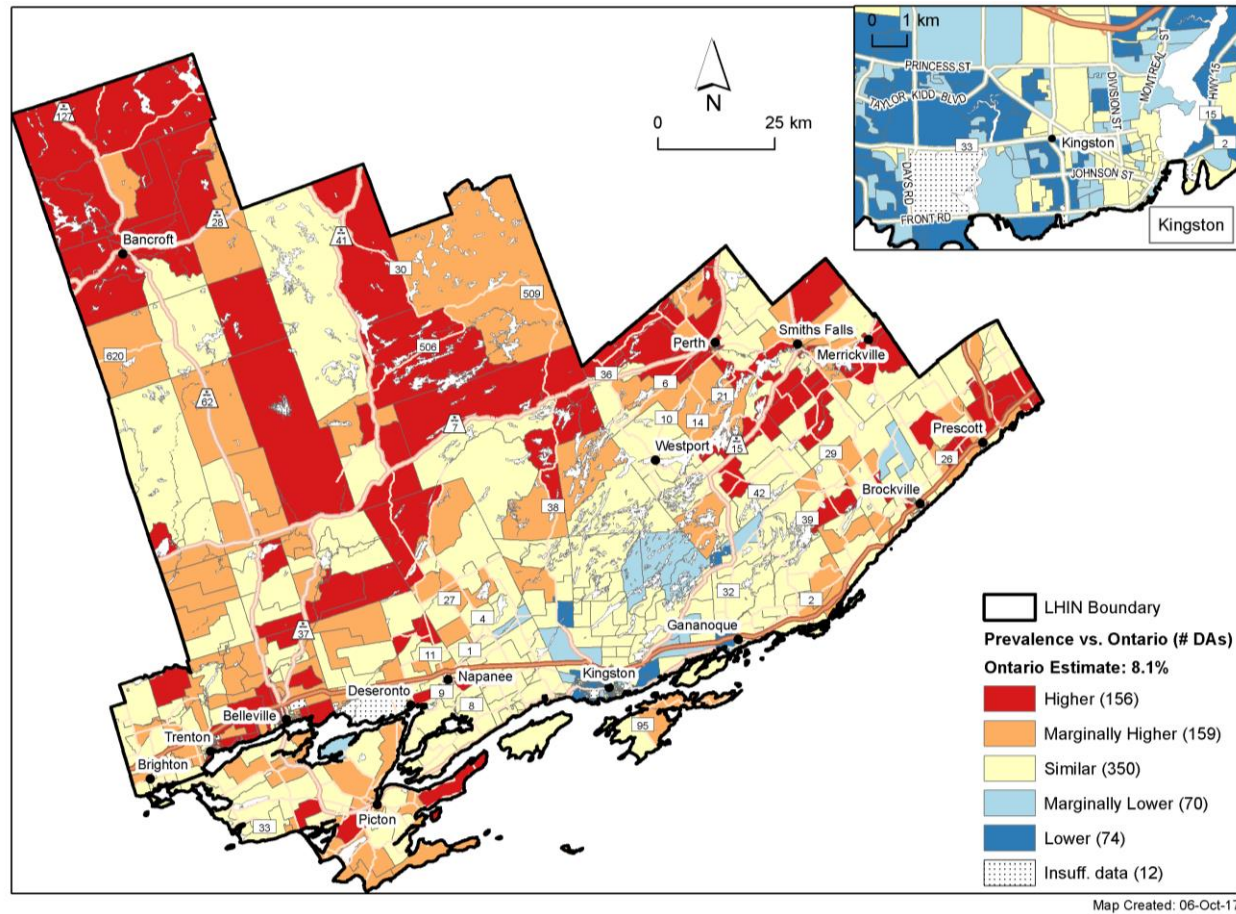 0 1 km
PRINCESS ST
TAYLOR KIDD BLVD
DIVISION ST
MONTREAL ST
HWY 15
15
2
33
Kingston
DAYS RD
JOHNSON ST
FRONT RD
Kingston
N
0 25 km
127
28
Bancroft
41
30
509
620
506
62
7
36
Perth
Smiths Falls
Merrickville
6
21
10
14
Westport
15
29
Prescott
26
42
Brockville
38
39
27
4
32
2
37
11
1
Gananoque
Napanee
Kingston
Deseronto
9
8
Belleville
95
Trenton
Brighton
Picton
33
LHIN Boundary
Prevalence vs. Ontario (# DAs)
Ontario Estimate: 8.1%
Higher (156)
Marginally Higher (159)
Similar (350)
Marginally Lower (70)
Lower (74)
Insuff. data (12)
Map Created: 06-Oct-17